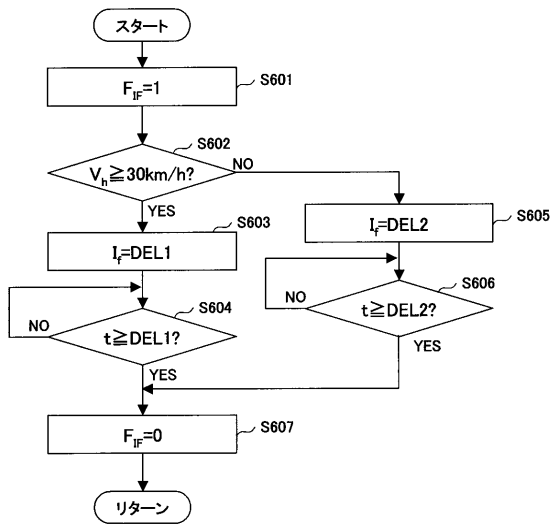 スタート
F_IF=1
S601
S602
V_h≧30km/h?
NO
YES
S603
I_f=DEL1
S605
I_f=DEL2
S604
t≧DEL1?
NO
YES
S606
t≧DEL2?
NO
YES
F_IF=0
S607
リターン